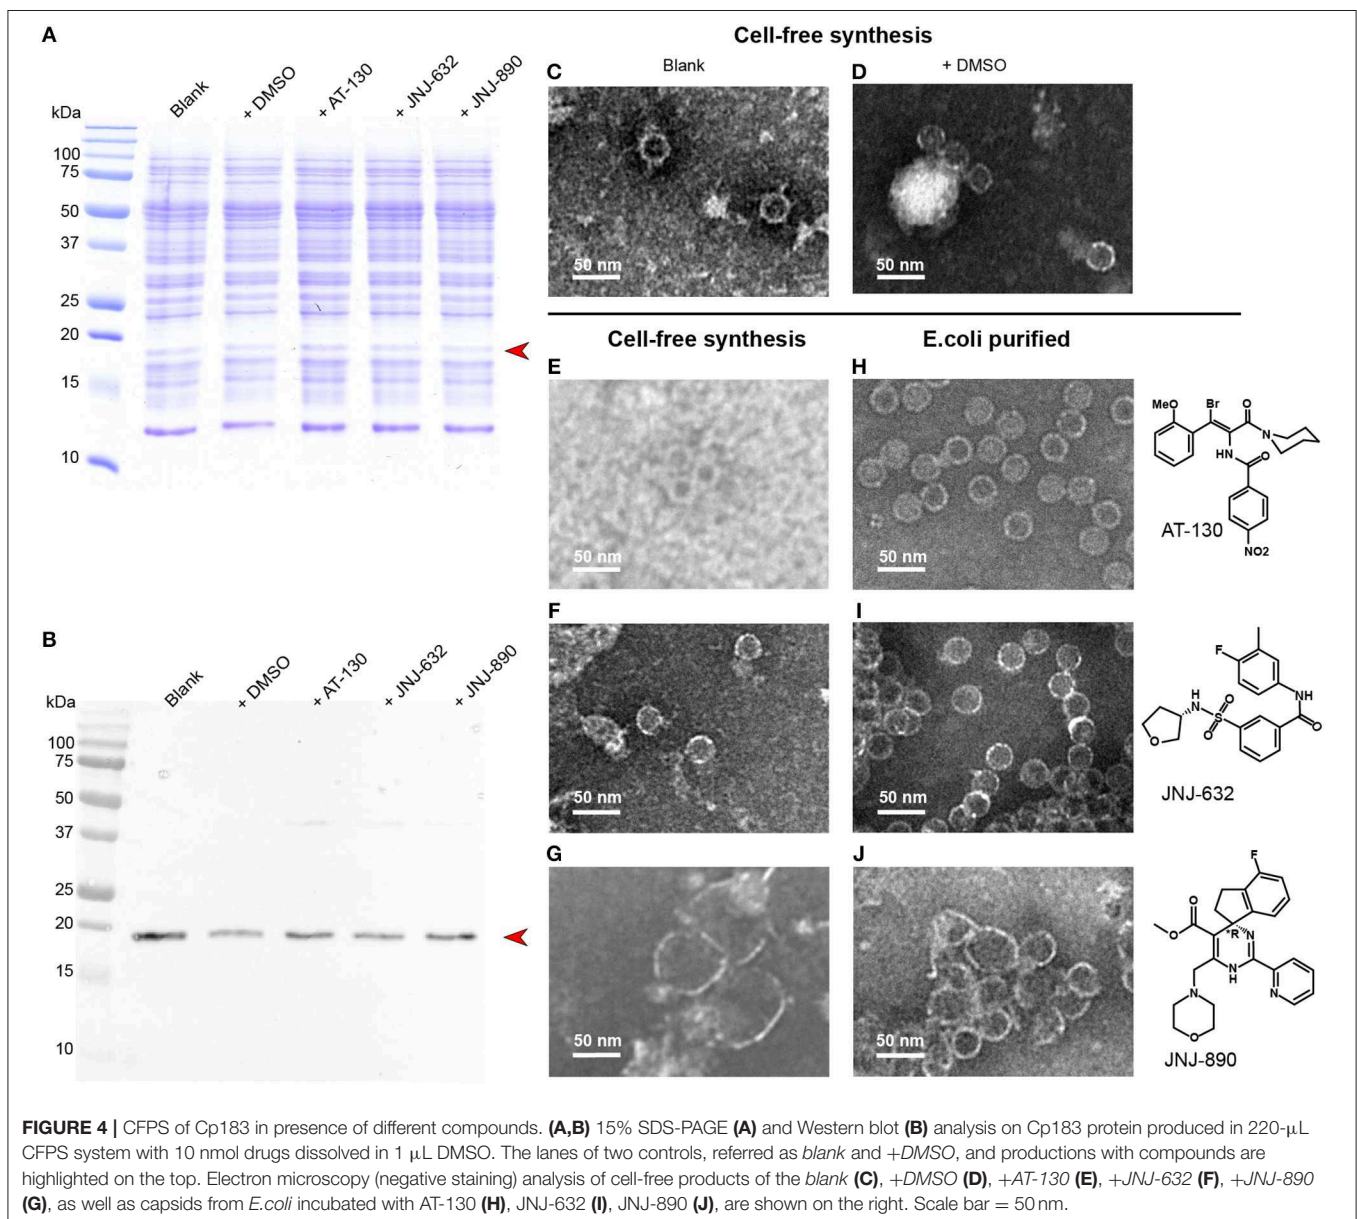 A
Blank
+ DMSO
+ AT-130
+ JNJ-632
+ JNJ-890
kDa
100
75
50
37
25
20
15
10
B
Blank
+ DMSO
+ AT-130
+ JNJ-632
+ JNJ-890
kDa
100
75
50
37
25
20
15
10
Cell-free synthesis
C
Blank
50 nm
D
+ DMSO
50 nm
Cell-free synthesis
E.coli purified
E
50 nm
H
50 nm
MeO
Br
O
N
HN
O
NO2
AT-130
F
50 nm
I
50 nm
F
NH
O
H
N
S
O
O
O
JNJ-632
G
50 nm
J
50 nm
F
O
O
*R
N
N
H
N
N
O
JNJ-890
FIGURE 4 | CFPS of Cp183 in presence of different compounds. (A,B) 15% SDS-PAGE (A) and Western blot (B) analysis on Cp183 protein produced in 220-μL
CFPS system with 10 nmol drugs dissolved in 1 μL DMSO. The lanes of two controls, referred as blank and +DMSO, and productions with compounds are
highlighted on the top. Electron microscopy (negative staining) analysis of cell-free products of the blank (C), +DMSO (D), +AT-130 (E), +JNJ-632 (F), +JNJ-890
(G), as well as capsids from E.coli incubated with AT-130 (H), JNJ-632 (I), JNJ-890 (J), are shown on the right. Scale bar = 50 nm.